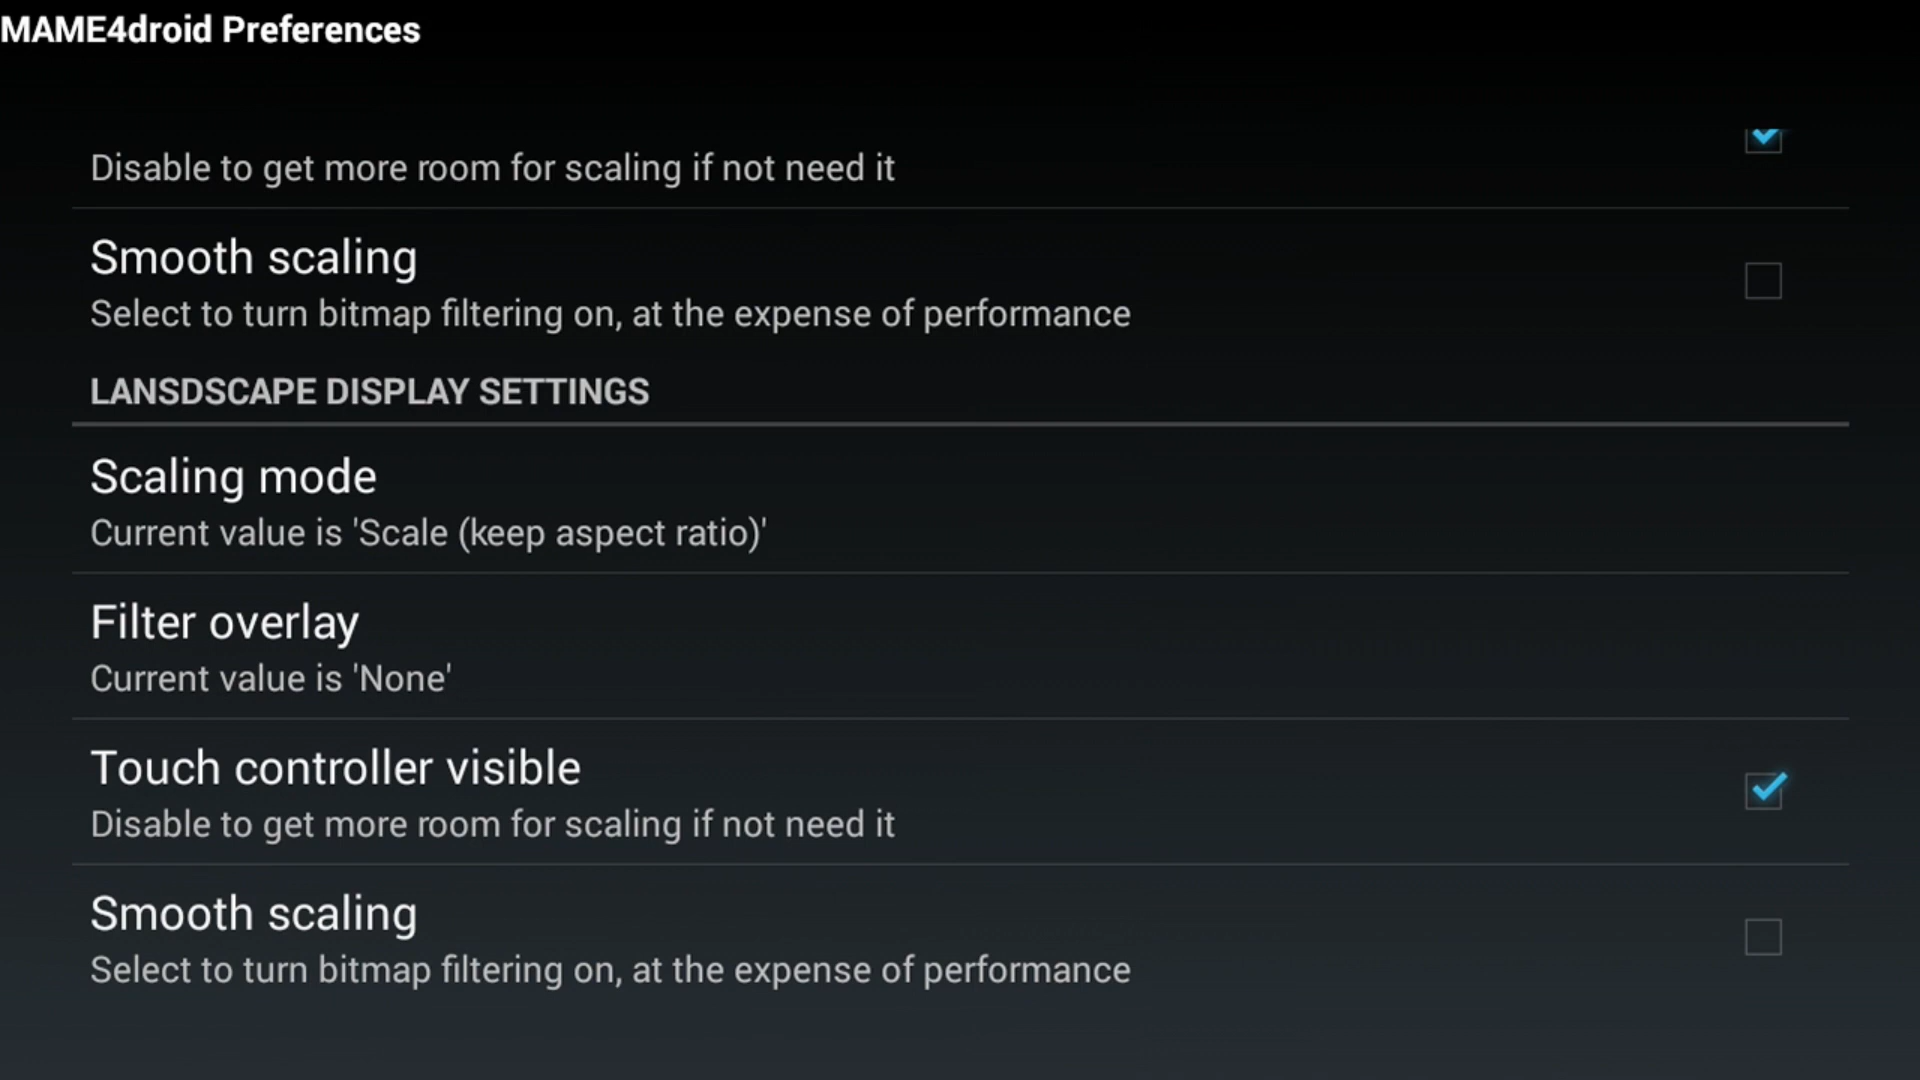 MAME4droid Preferences
Disable to get more room for scaling if not need it
Smooth scaling
Select to turn bitmap filtering on, at the expense of performance
LANSDSCAPE DISPLAY SETTINGS
Scaling mode
Current value is 'Scale (keep aspect ratio)'
Filter overlay
Current value is 'None'
Touch controller visible
Disable to get more room for scaling if not need it
Smooth scaling
Select to turn bitmap filtering on, at the expense of performance